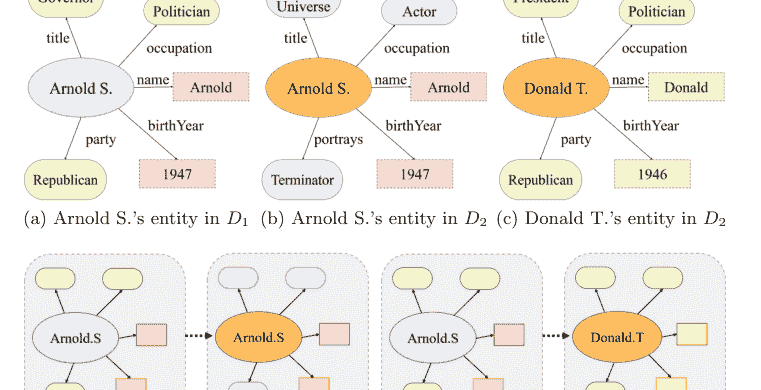 Governor Politician Universe Actor President Politician
title occupation title occupation title occupation
Arnold S. name Arnold Arnold S. name Arnold Donald T. name Donald
party birthYear portrays birthYear party birthYear
Republican 1947 Terminator 1947 Republican 1946
(a) Arnold S.'s entity in D1 (b) Arnold S.'s entity in D2 (c) Donald T.'s entity in D2
Arnold.S Arnold.S Arnold.S Donald.T